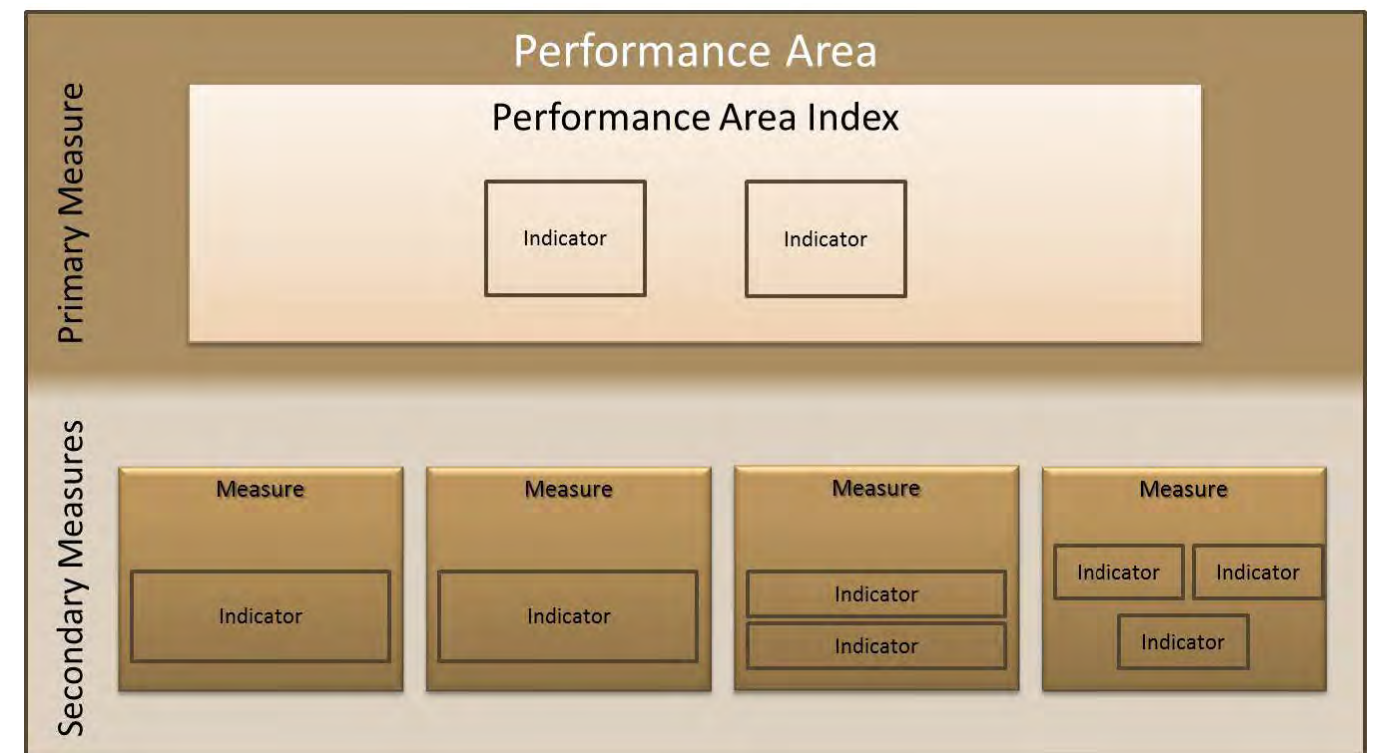 Performance Area
Primary Measure
Performance Area Index
Indicator
Indicator
Secondary Measures
Measure
Indicator
Measure
Indicator
Measure
Indicator
Indicator
Measure
Indicator
Indicator
Indicator